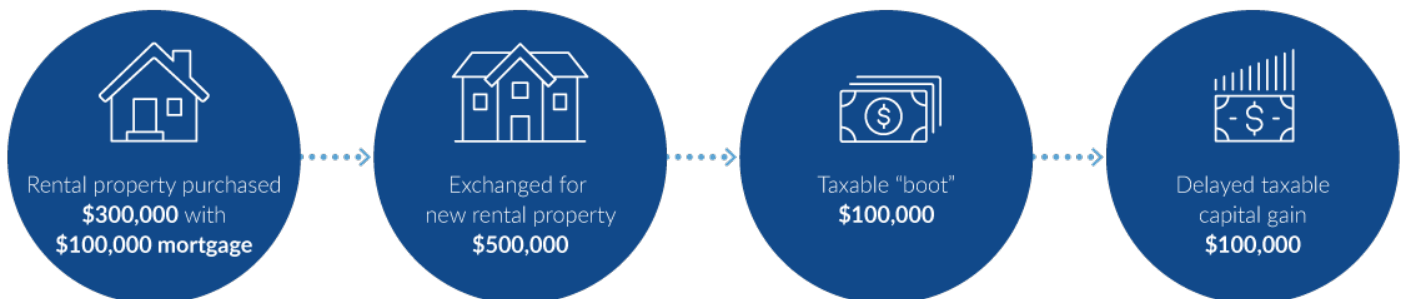 Rental property purchased
$300,000 with
$100,000 mortgage
Exchanged for
new rental property
$500,000
Taxable “boot”
$100,000
Delayed taxable
capital gain
$100,000